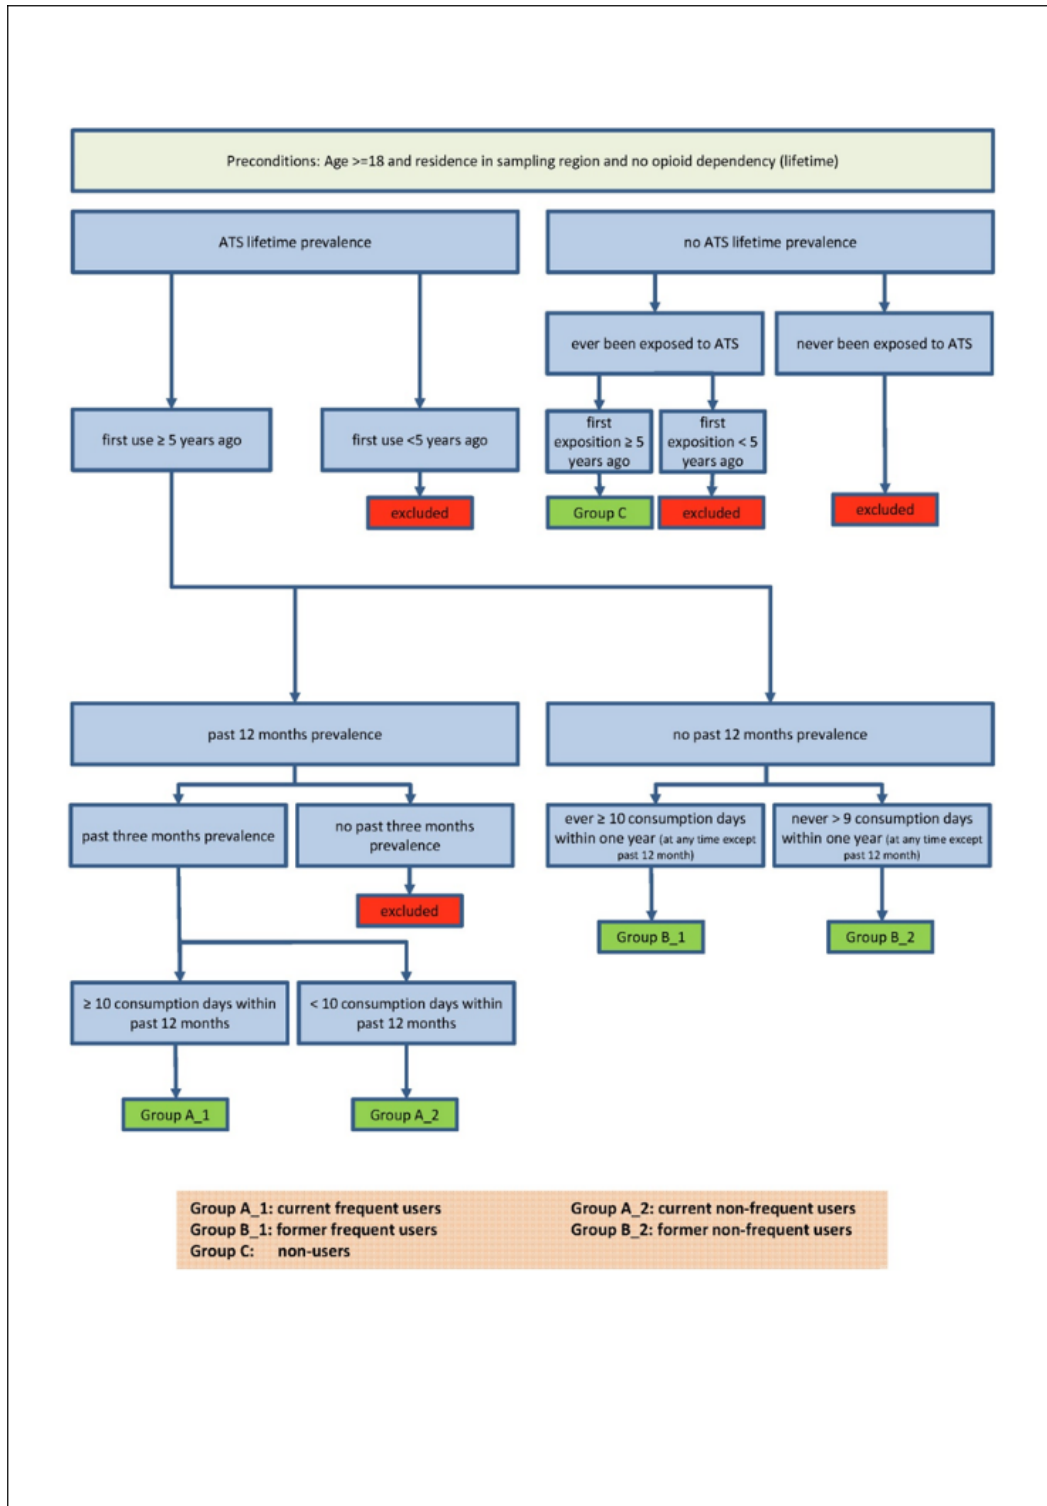 Preconditions: Age >=18 and residence in sampling region and no opioid dependency (lifetime)
ATS lifetime prevalence
no ATS lifetime prevalence
ever been exposed to ATS
never been exposed to ATS
first use ≥ 5 years ago
first use <5 years ago
first
exposition ≥ 5
years ago
first
exposition < 5
years ago
excluded
Group C
excluded
excluded
past 12 months prevalence
no past 12 months prevalence
past three months prevalence
no past three months
prevalence
ever ≥ 10 consumption days
within one year (at any time except
past 12 month)
never > 9 consumption days
within one year (at any time except
past 12 month)
excluded
Group B_1
Group B_2
≥ 10 consumption days within
past 12 months
< 10 consumption days within
past 12 months
Group A_1
Group A_2
Group A_1: current frequent users
Group A_2: current non-frequent users
Group B_1: former frequent users
Group B_2: former non-frequent users
Group C: non-users